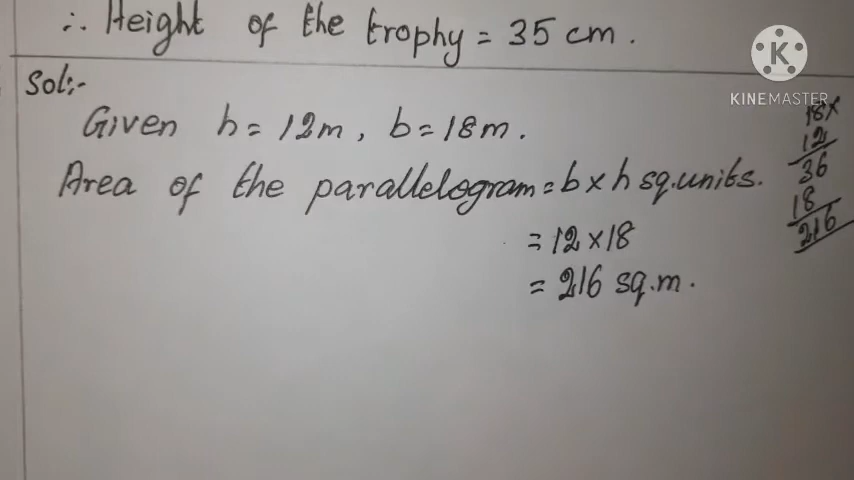 ∴ Height of the trophy = 35 cm.
KINEMASTER
Sol:-
Given h = 12m, b = 18m.
Area of the parallelogram = b × h sq.units.
= 12 × 18
= 216 sq.m.
18×
12
36
18
216